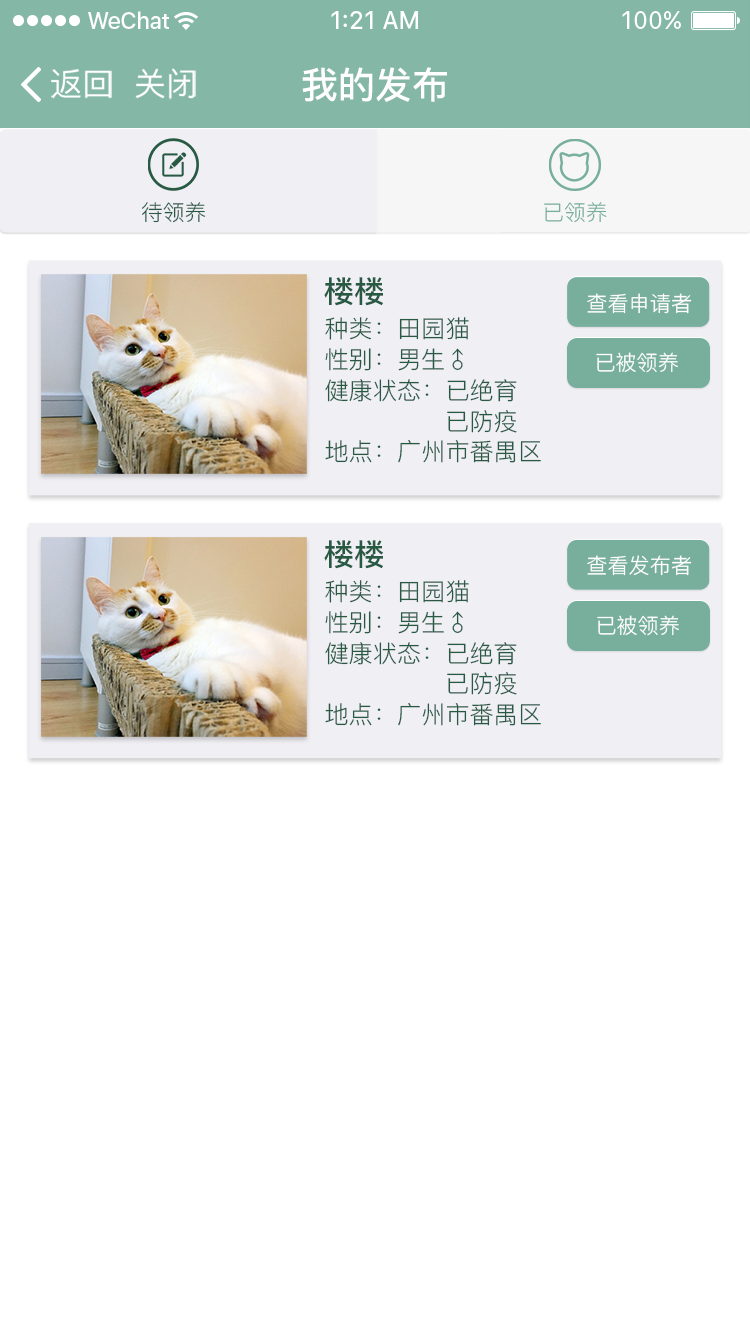 WeChat 1:21 AM 100%
返回 关闭 我的发布
待领养 已领养
楼楼
查看申请者
种类：田园猫
性别：男生♂
已被领养
健康状态：已绝育
已防疫
地点：广州市番禺区
楼楼
查看发布者
种类：田园猫
性别：男生♂
已被领养
健康状态：已绝育
已防疫
地点：广州市番禺区